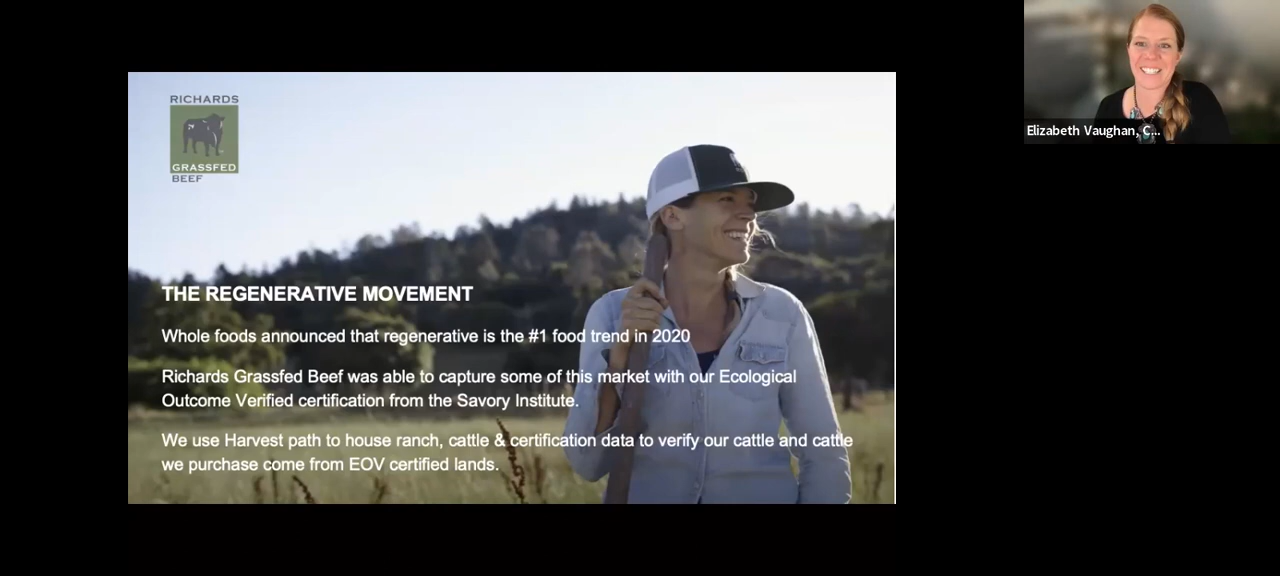 RICHARDS
GRASSFED
BEEF
THE REGENERATIVE MOVEMENT
Whole foods announced that regenerative is the #1 food trend in 2020
Richards Grassfed Beef was able to capture some of this market with our Ecological
Outcome Verified certification from the Savory Institute.
We use Harvest path to house ranch, cattle & certification data to verify our cattle and cattle
we purchase come from EOV certified lands.
Elizabeth Vaughan, C...